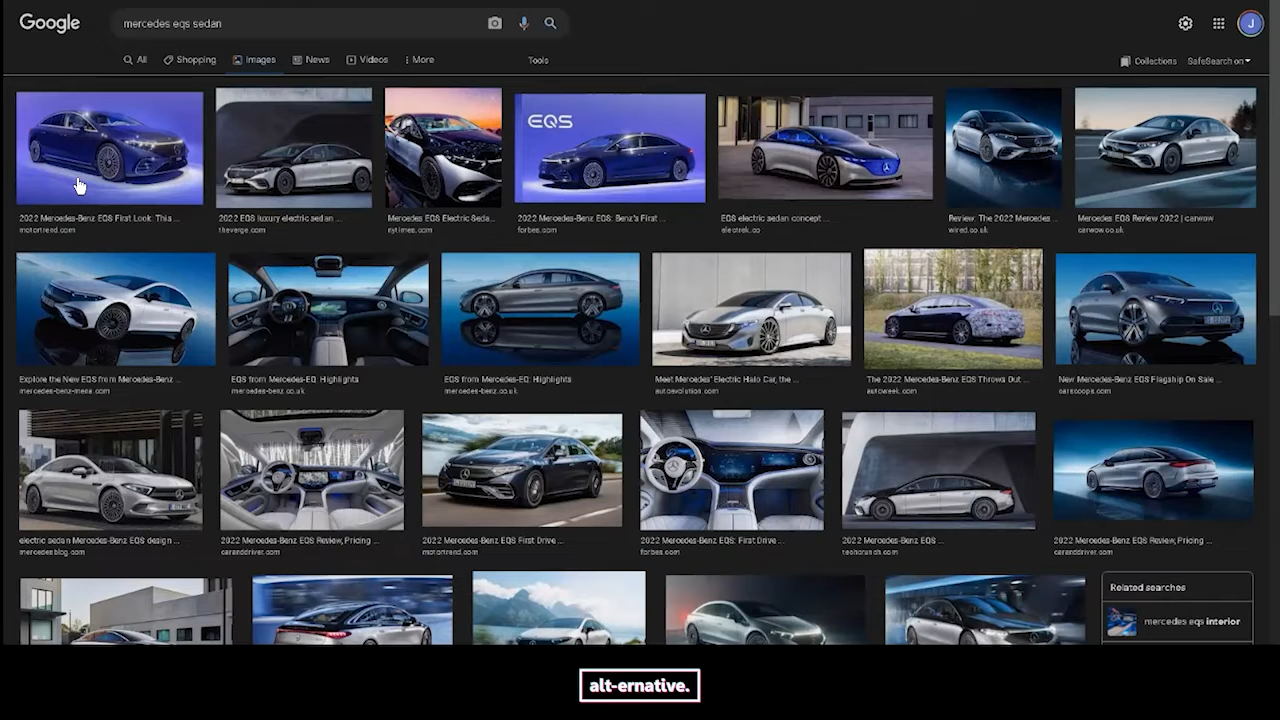 Google
mercedes eqs sedan
J
All Shopping Images News Videos More Tools Collections SafeSearch on
EQS
2022 Mercedes-Benz EQS First Look: This ...
motortrend.com
2022 EQS luxury electric sedan ...
theverge.com
Mercedes EQS Electric Seda...
nytimes.com
2022 Mercedes-Benz EQS: Benz's First ...
forbes.com
EQS electric sedan concept ...
electrek.co
Review: The 2022 Mercedes ...
wired.co.uk
Mercedes EQS Review 2022 | carwow
carwow.co.uk
Explore the New EQS from Mercedes-Benz ...
mercedes-benz-mena.com
EQS from Mercedes-EQ: Highlights
mercedes-benz.co.uk
EQS from Mercedes-EQ: Highlights
mercedes-benz.co.uk
Meet Mercedes' Electric Halo Car, the ...
autoevolution.com
The 2022 Mercedes-Benz EQS Throws Out ...
autoweek.com
New Mercedes-Benz EQS Flagship On Sale ...
carscoops.com
electric sedan Mercedes-Benz EQS design ...
mercedesblog.com
2022 Mercedes-Benz EQS Review, Pricing ...
caranddriver.com
2022 Mercedes-Benz EQS First Drive ...
motortrend.com
2022 Mercedes-Benz EQS: First Drive ...
forbes.com
2022 Mercedes-Benz EQS ...
techcrunch.com
2022 Mercedes-Benz EQS Review, Pricing ...
caranddriver.com
Related searches
mercedes eqs interior
alt-ernative.